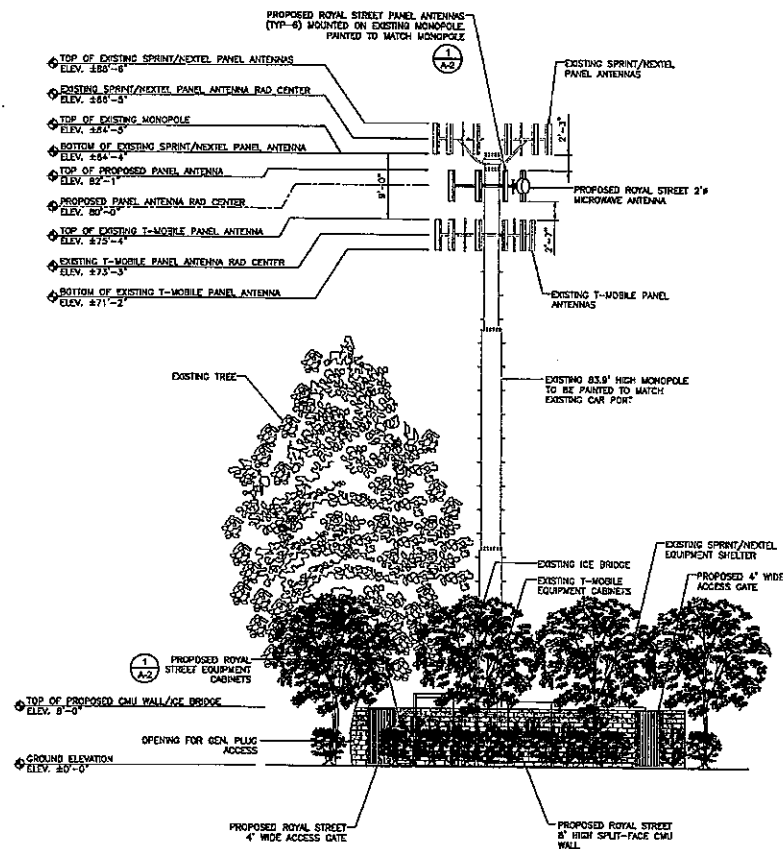 PROPOSED ROYAL STREET PANEL ANTENNAS
(TYP-6) MOUNTED ON EXISTING MONOPOLE,
PAINTED TO MATCH MONOPOLE
1
A-2
TOP OF EXISTING SPRINT/NEXTEL PANEL ANTENNAS
ELEV. ±88'-6"
EXISTING SPRINT/NEXTEL PANEL ANTENNA RAD CENTER
ELEV. ±86'-5"
TOP OF EXISTING MONOPOLE
ELEV. ±84'-5"
BOTTOM OF EXISTING SPRINT/NEXTEL PANEL ANTENNA
ELEV. ±84'-4"
TOP OF PROPOSED PANEL ANTENNA
ELEV. 82'-1"
PROPOSED PANEL ANTENNA RAD CENTER
ELEV. 80'-0"
TOP OF EXISTING T-MOBILE PANEL ANTENNA
ELEV. ±75'-4"
EXISTING T-MOBILE PANEL ANTENNA RAD CENTER
ELEV. ±73'-3"
BOTTOM OF EXISTING T-MOBILE PANEL ANTENNA
ELEV. ±71'-2"
9'-0"
EXISTING SPRINT/NEXTEL
PANEL ANTENNAS
2'-3"
PROPOSED ROYAL STREET 2'ø
MICROWAVE ANTENNA
2'-7"
EXISTING T-MOBILE PANEL
ANTENNAS
EXISTING TREE
EXISTING 83.9' HIGH MONOPOLE
TO BE PAINTED TO MATCH
EXISTING CAR PORT
EXISTING SPRINT/NEXTEL
EQUIPMENT SHELTER
EXISTING ICE BRIDGE
EXISTING T-MOBILE
EQUIPMENT CABINETS
PROPOSED 4' WIDE
ACCESS GATE
1
A-2
PROPOSED ROYAL
STREET EQUIPMENT
CABINETS
TOP OF PROPOSED CMU WALL/ICE BRIDGE
ELEV. 8'-0"
OPENING FOR GEN. PLUG
ACCESS
GROUND ELEVATION
ELEV. ±0'-0"
PROPOSED ROYAL STREET
4' WIDE ACCESS GATE
PROPOSED ROYAL STREET
8' HIGH SPLIT-FACE CMU
WALL